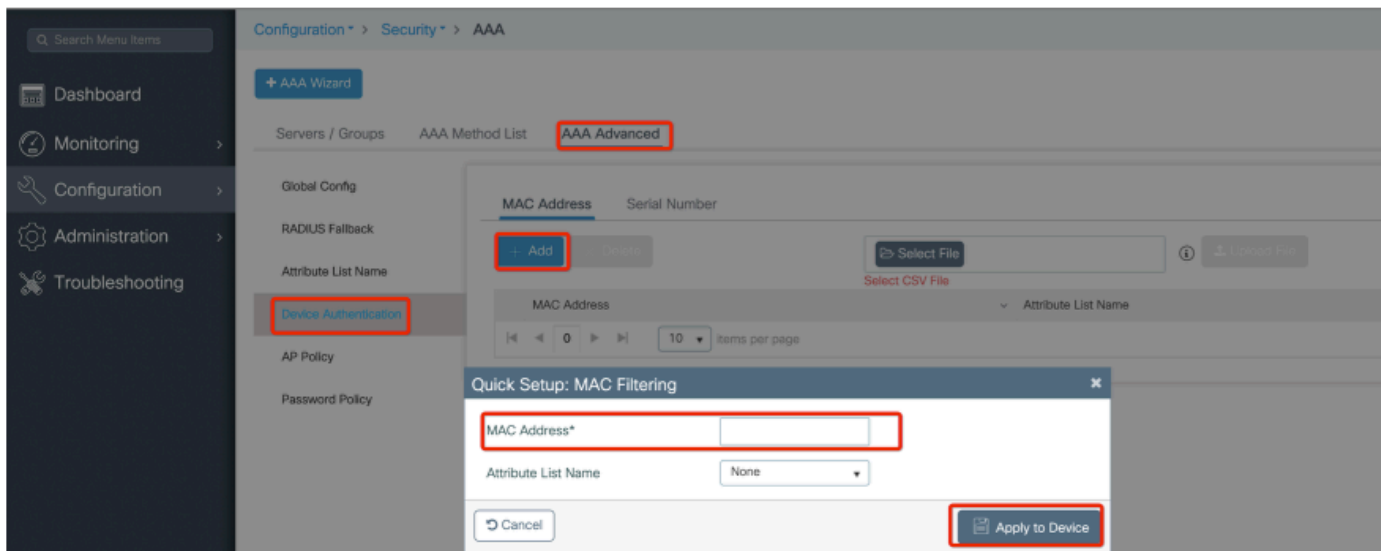 Search Menu Items
Configuration > Security > AAA
+ AAA Wizard
Dashboard
Monitoring
Configuration
Administration
Troubleshooting
Servers / Groups AAA Method List AAA Advanced
Global Config
RADIUS Fallback
Attribute List Name
Device Authentication
AP Policy
Password Policy
MAC Address Serial Number
+ Add Delete Select File Upload File
Select CSV File
MAC Address Attribute List Name
0 10 items per page
Quick Setup: MAC Filtering
MAC Address*
Attribute List Name None
Cancel Apply to Device